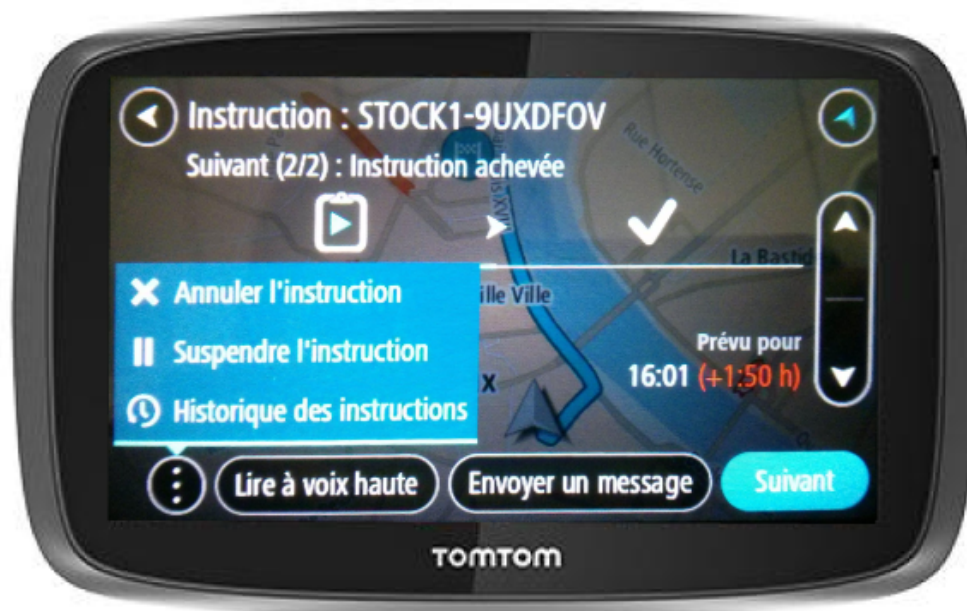 Instruction : STOCK1-9UXDFOV
Suivant (2/2) : Instruction achevée
Rue Hortense
La Bastid
Annuler l'instruction
ille Ville
Suspendre l'instruction
Prévu pour
16:01 (+1:50 h)
X
Historique des instructions
Lire à voix haute
Envoyer un message
Suivant
TOMTOM